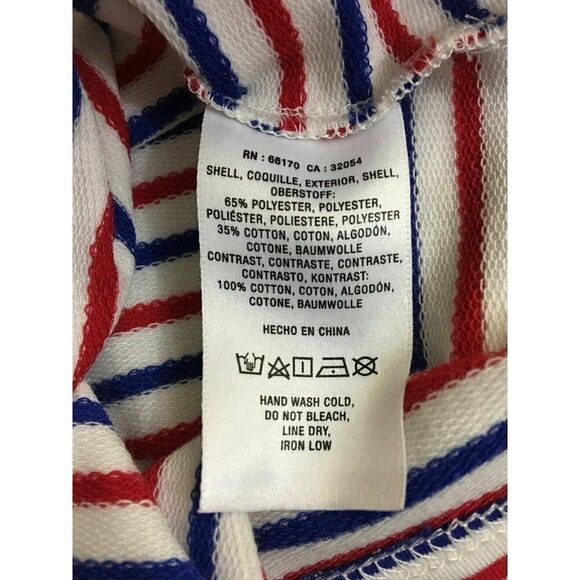 RN : 66170 CA : 32054
SHELL, COQUILLE, EXTERIOR, SHELL,
OBERSTOFF:
65% POLYESTER, POLYESTER,
POLIÉSTER, POLIESTERE, POLYESTER
35% COTTON, COTON, ALGODÓN,
COTONE, BAUMWOLLE
CONTRAST, CONTRASTE, CONTRASTE,
CONTRASTO, KONTRAST:
100% COTTON, COTON, ALGODÓN,
COTONE, BAUMWOLLE
HECHO EN CHINA
HAND WASH COLD,
DO NOT BLEACH,
LINE DRY,
IRON LOW